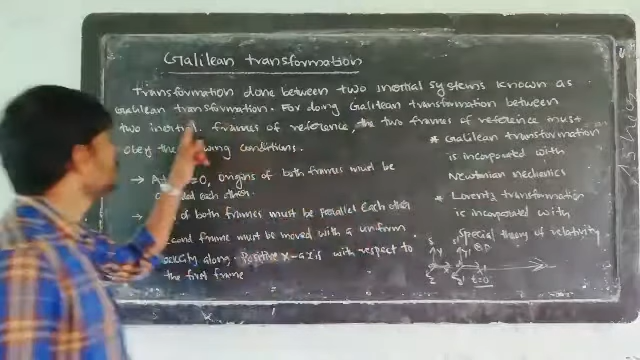 Galilean transformation
Transformation done between two inertial systems known as
Galilean transformation. For doing Galilean transformation between
two inertial frames of reference, the two frames of reference must
obey the following conditions.
→ At t=0, origins of both frames must be
each other.
→ of both frames must be parallel each other
second frame must be moved with a uniform
velocity along positive x-axis with respect to
the first frame
* Galilean transformation
is incorporated with
Newtonian mechanics
* Lorentz transformation
is incorporated with
special theory of relativity
t=0